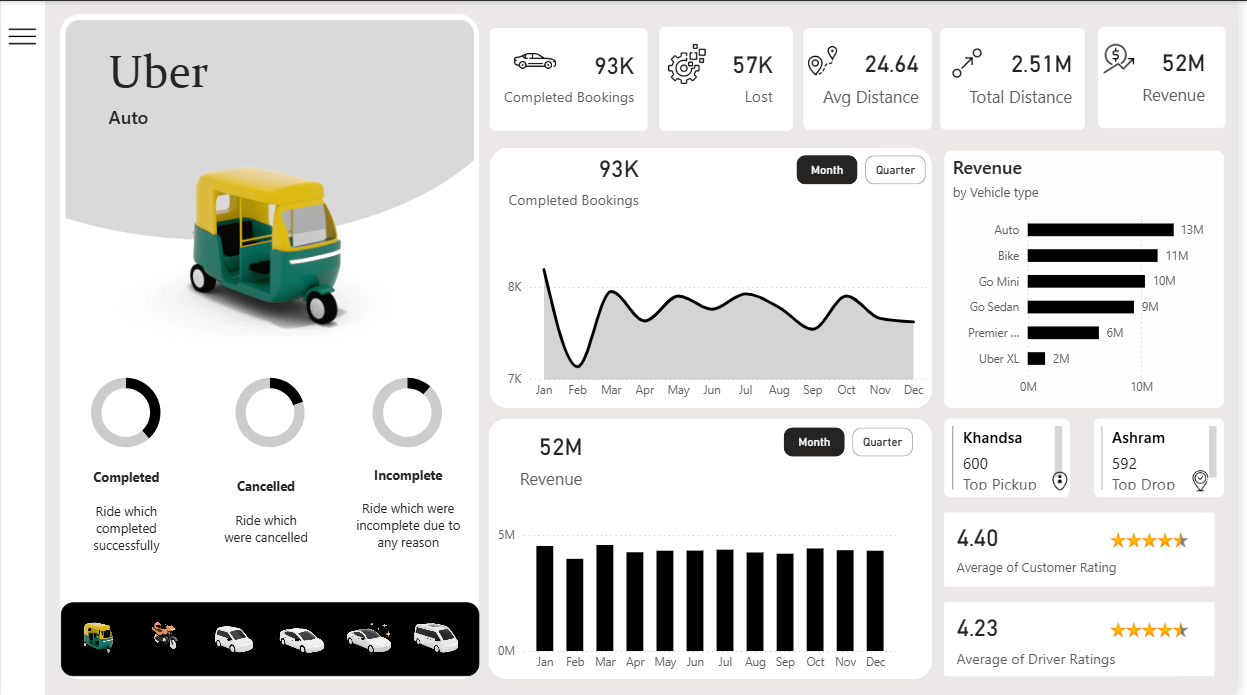 Uber
Auto
Completed
Ride which
completed
successfully
Cancelled
Ride which
were cancelled
Incomplete
Ride which were
incomplete due to
any reason
93K
Completed Bookings
57K
Lost
24.64
Avg Distance
2.51M
Total Distance
52M
Revenue
93K
Completed Bookings
Month
Quarter
8K
7K
Jan Feb Mar Apr May Jun Jul Aug Sep Oct Nov Dec
52M
Revenue
Month
Quarter
5M
0M
Jan Feb Mar Apr May Jun Jul Aug Sep Oct Nov Dec
Revenue
by Vehicle type
Auto 13M
Bike 11M
Go Mini 10M
Go Sedan 9M
Premier ... 6M
Uber XL 2M
0M 10M
Khandsa
600
Top Pickup
Ashram
592
Top Drop
4.40
Average of Customer Rating
4.23
Average of Driver Ratings